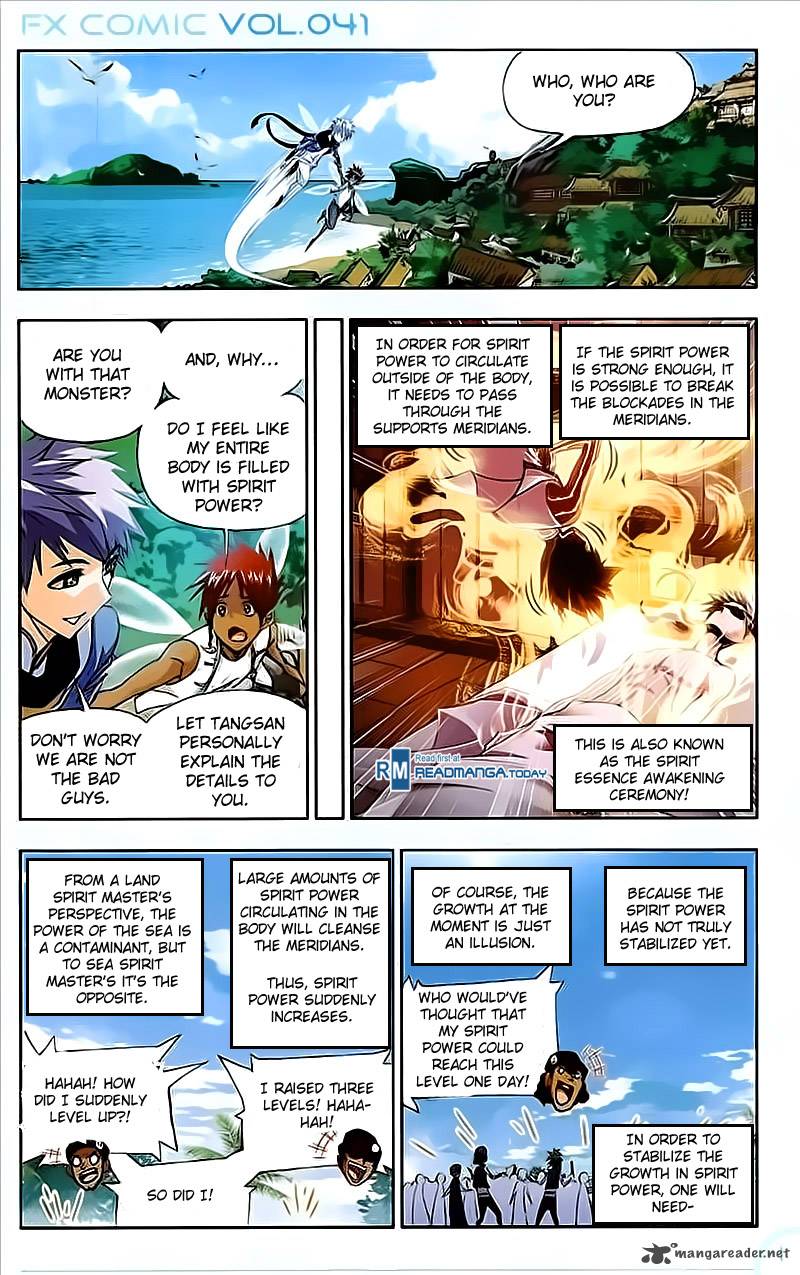 FX COMIC VOL.041
WHO, WHO ARE
YOU?
ARE YOU
WITH THAT
MONSTER?
AND, WHY...
DO I FEEL LIKE
MY ENTIRE
BODY IS FILLED
WITH SPIRIT
POWER?
DON'T WORRY
WE ARE NOT
THE BAD
GUYS.
LET TANGSAN
PERSONALLY
EXPLAIN THE
DETAILS TO
YOU.
IN ORDER FOR SPIRIT
POWER TO CIRCULATE
OUTSIDE OF THE BODY,
IT NEEDS TO PASS
THROUGH THE
SUPPORTS MERIDIANS.
IF THE SPIRIT POWER
IS STRONG ENOUGH, IT
IS POSSIBLE TO BREAK
THE BLOCKADES IN THE
MERIDIANS.
THIS IS ALSO KNOWN
AS THE SPIRIT
ESSENCE AWAKENING
CEREMONY!
RM Read first at
READMANGA.TODAY
FROM A LAND
SPIRIT MASTER'S
PERSPECTIVE, THE
POWER OF THE SEA IS
A CONTAMINANT, BUT
TO SEA SPIRIT
MASTER'S IT'S THE
OPPOSITE.
LARGE AMOUNTS OF
SPIRIT POWER
CIRCULATING IN THE
BODY WILL CLEANSE
THE MERIDIANS.
THUS, SPIRIT
POWER SUDDENLY
INCREASES.
HAHAH! HOW
DID I SUDDENLY
LEVEL UP?!
I RAISED THREE
LEVELS! HAHA-
HAH!
SO DID I!
OF COURSE, THE
GROWTH AT THE
MOMENT IS JUST
AN ILLUSION.
BECAUSE THE
SPIRIT POWER
HAS NOT TRULY
STABILIZED YET.
WHO WOULD'VE
THOUGHT THAT
MY SPIRIT
POWER COULD
REACH THIS
LEVEL ONE DAY!
IN ORDER TO
STABILIZE THE
GROWTH IN SPIRIT
POWER, ONE WILL
NEED-
mangareader.net